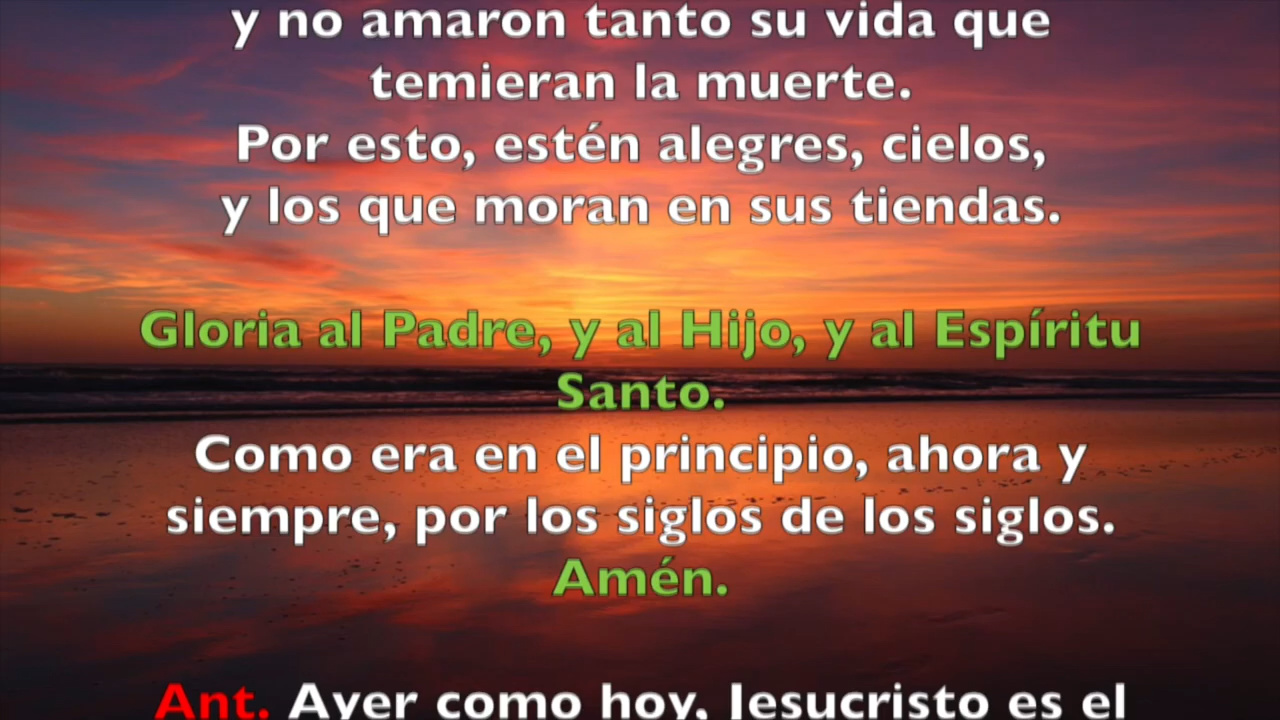 y no amaron tanto su vida que
temieran la muerte.
Por esto, estén alegres, cielos,
y los que moran en sus tiendas.
Gloria al Padre, y al Hijo, y al Espíritu
Santo.
Como era en el principio, ahora y
siempre, por los siglos de los siglos.
Amén.
Ant. Ayer como hoy, Jesucristo es el